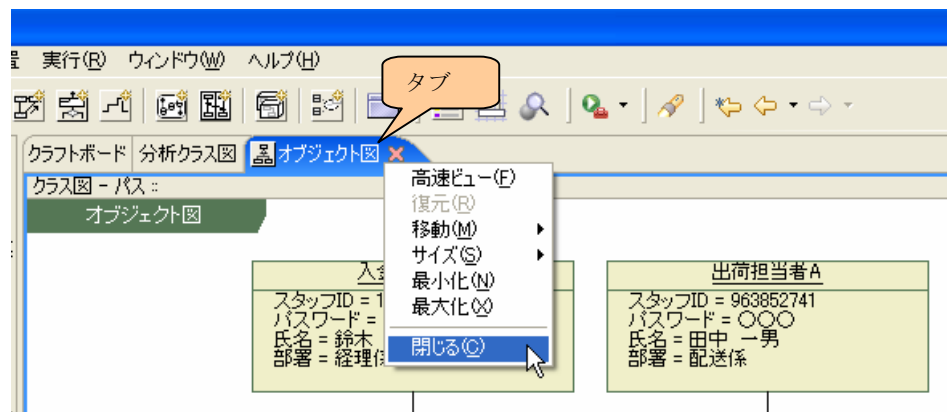 実行(R) ウィンドウ(W) ヘルプ(H)
タブ
クラフトボード 分析クラス図 オブジェクト図
クラス図 - パス ::
オブジェクト図
高速ビュー(F)
復元(R)
移動(M)
サイズ(S)
最小化(N)
最大化(X)
閉じる(C)
スタッフID = 1
パスワード =
氏名 = 鈴木
部署 = 経理
出荷担当者A
スタッフID = 963852741
パスワード = 〇〇〇
氏名 = 田中 一男
部署 = 配送係